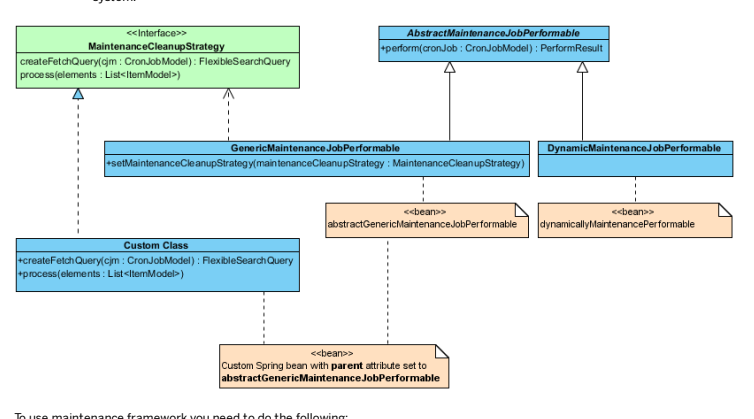 system.
<<Interface>>
MaintenanceCleanupStrategy
createFetchQuery(cjm : CronJobModel) : FlexibleSearchQuery
process(elements : List<ItemModel>)
AbstractMaintenanceJobPerformable
+perform(cronJob : CronJobModel) : PerformResult
GenericMaintenanceJobPerformable
+setMaintenanceCleanupStrategy(maintenanceCleanupStrategy : MaintenanceCleanupStrategy)
DynamicMaintenanceJobPerformable
<<bean>>
abstractGenericMaintenanceJobPerformable
<<bean>>
dynamicallyMaintencePerformable
Custom Class
+createFetchQuery(cjm : CronJobModel) : FlexibleSearchQuery
+process(elements : List<ItemModel>)
<<bean>>
Custom Spring bean with parent attribute set to
abstractGenericMaintenanceJobPerformable
To use maintenance framework you need to do the following: